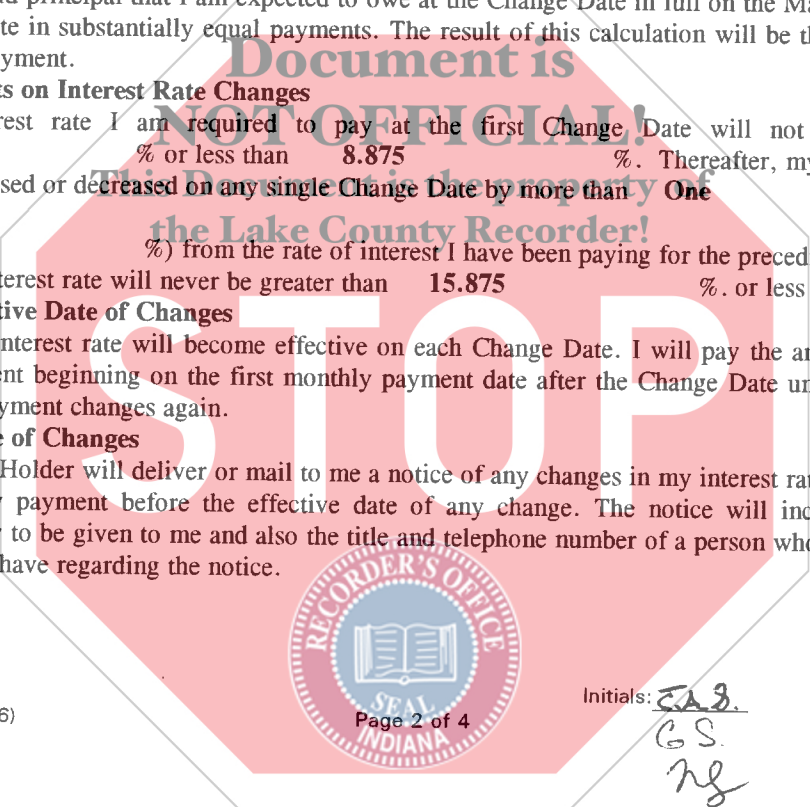 principal that I am expected to owe at the Change Date in full on the Ma
te in substantially equal payments. The result of this calculation will be th
yment.
Document is
ts on Interest Rate Changes
rest rate I am required to pay at the first Change Date will not
NOT OFFICIAL!
% or less than 8.875 %. Thereafter, my
sed or decreased on any single Change Date by more than One
This Document is the property of
the Lake County Recorder!
%) from the rate of interest I have been paying for the preced
terest rate will never be greater than 15.875 %. or less
tive Date of Changes
nterest rate will become effective on each Change Date. I will pay the am
ent beginning on the first monthly payment date after the Change Date un
yment changes again.
e of Changes
Holder will deliver or mail to me a notice of any changes in my interest rat
payment before the effective date of any change. The notice will inc
to be given to me and also the title and telephone number of a person who
have regarding the notice.
STOP
RECORDER'S OFFICE
SEAL
INDIANA
Initials:
6)
Page 2 of 4
G S.